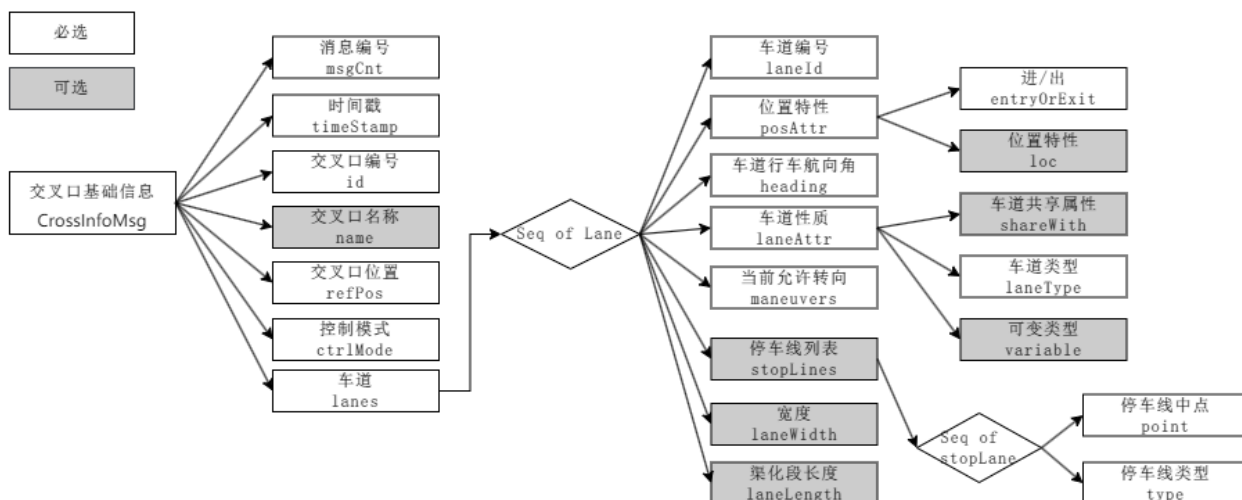 必选
可选
交叉口基础信息
CrossInfoMsg
消息编号
msgCnt
时间戳
timeStamp
交叉口编号
id
交叉口名称
name
交叉口位置
refPos
控制模式
ctrlMode
车道
lanes
Seq of Lane
车道编号
laneId
位置特性
posAttr
车道行车航向角
heading
车道性质
laneAttr
当前允许转向
maneuvers
停车线列表
stopLines
宽度
laneWidth
渠化段长度
laneLength
进/出
entryOrExit
位置特性
loc
车道共享属性
shareWith
车道类型
laneType
可变类型
variable
Seq of
stopLane
停车线中点
point
停车线类型
type